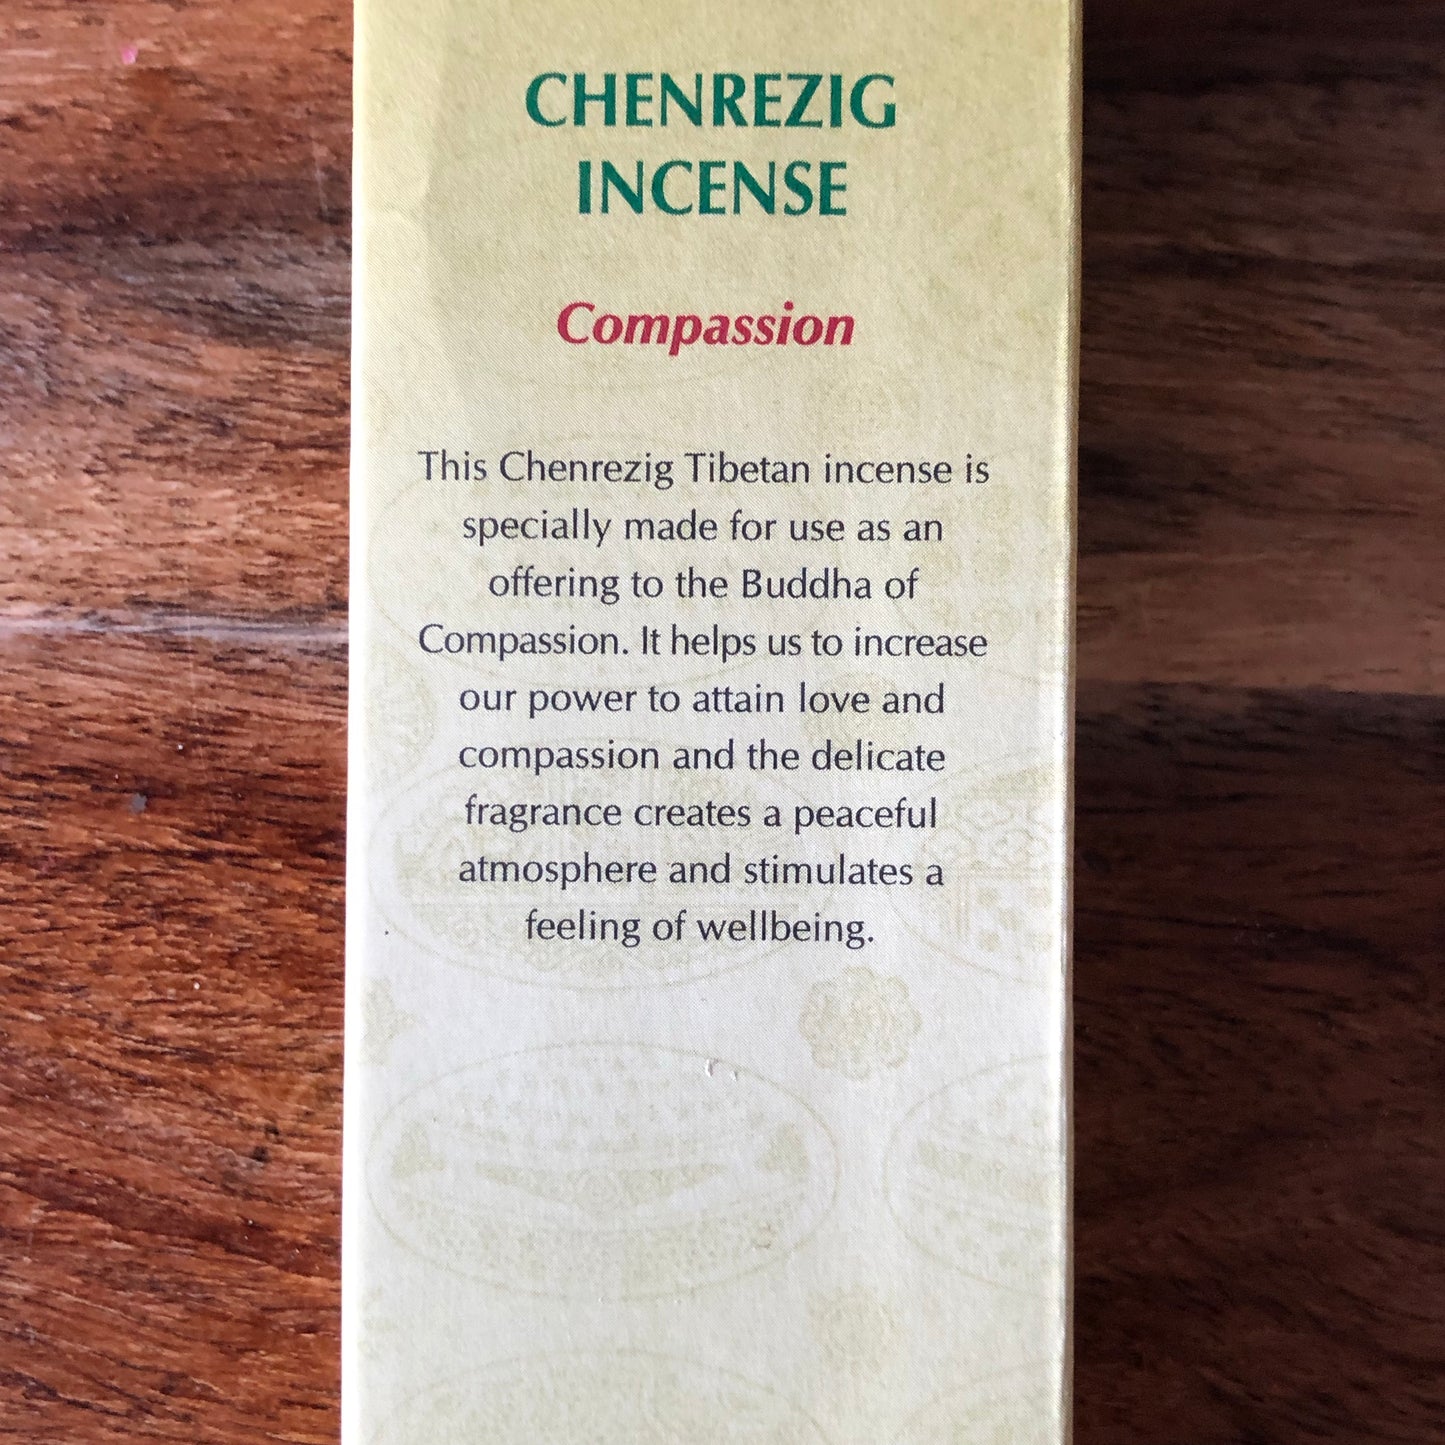 CHENREZIG
INCENSE
Compassion
This Chenrezig Tibetan incense is
specially made for use as an
offering to the Buddha of
Compassion. It helps us to increase
our power to attain love and
compassion and the delicate
fragrance creates a peaceful
atmosphere and stimulates a
feeling of wellbeing.